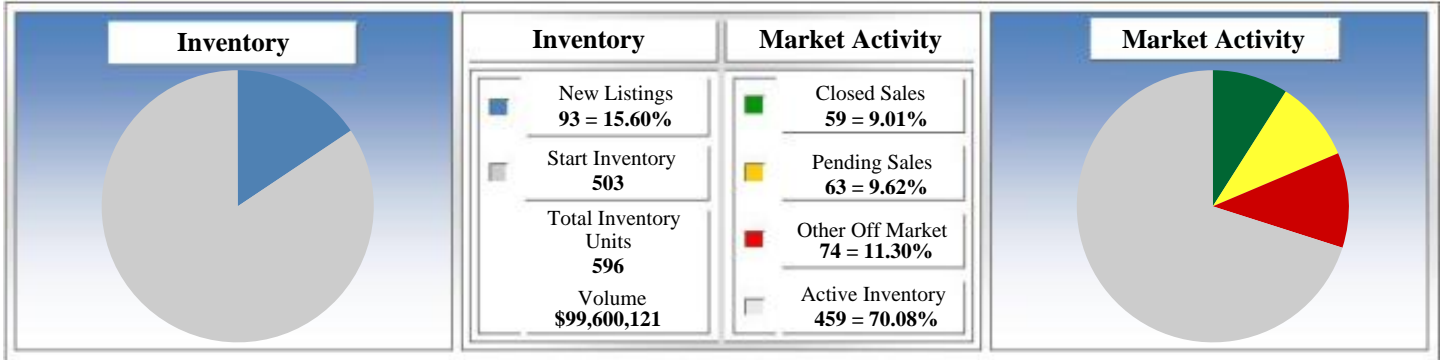 Inventory
Inventory
Market Activity
New Listings
93 = 15.60%
Start Inventory
503
Total Inventory
Units
596
Volume
$99,600,121
Closed Sales
59 = 9.01%
Pending Sales
63 = 9.62%
Other Off Market
74 = 11.30%
Active Inventory
459 = 70.08%
Market Activity